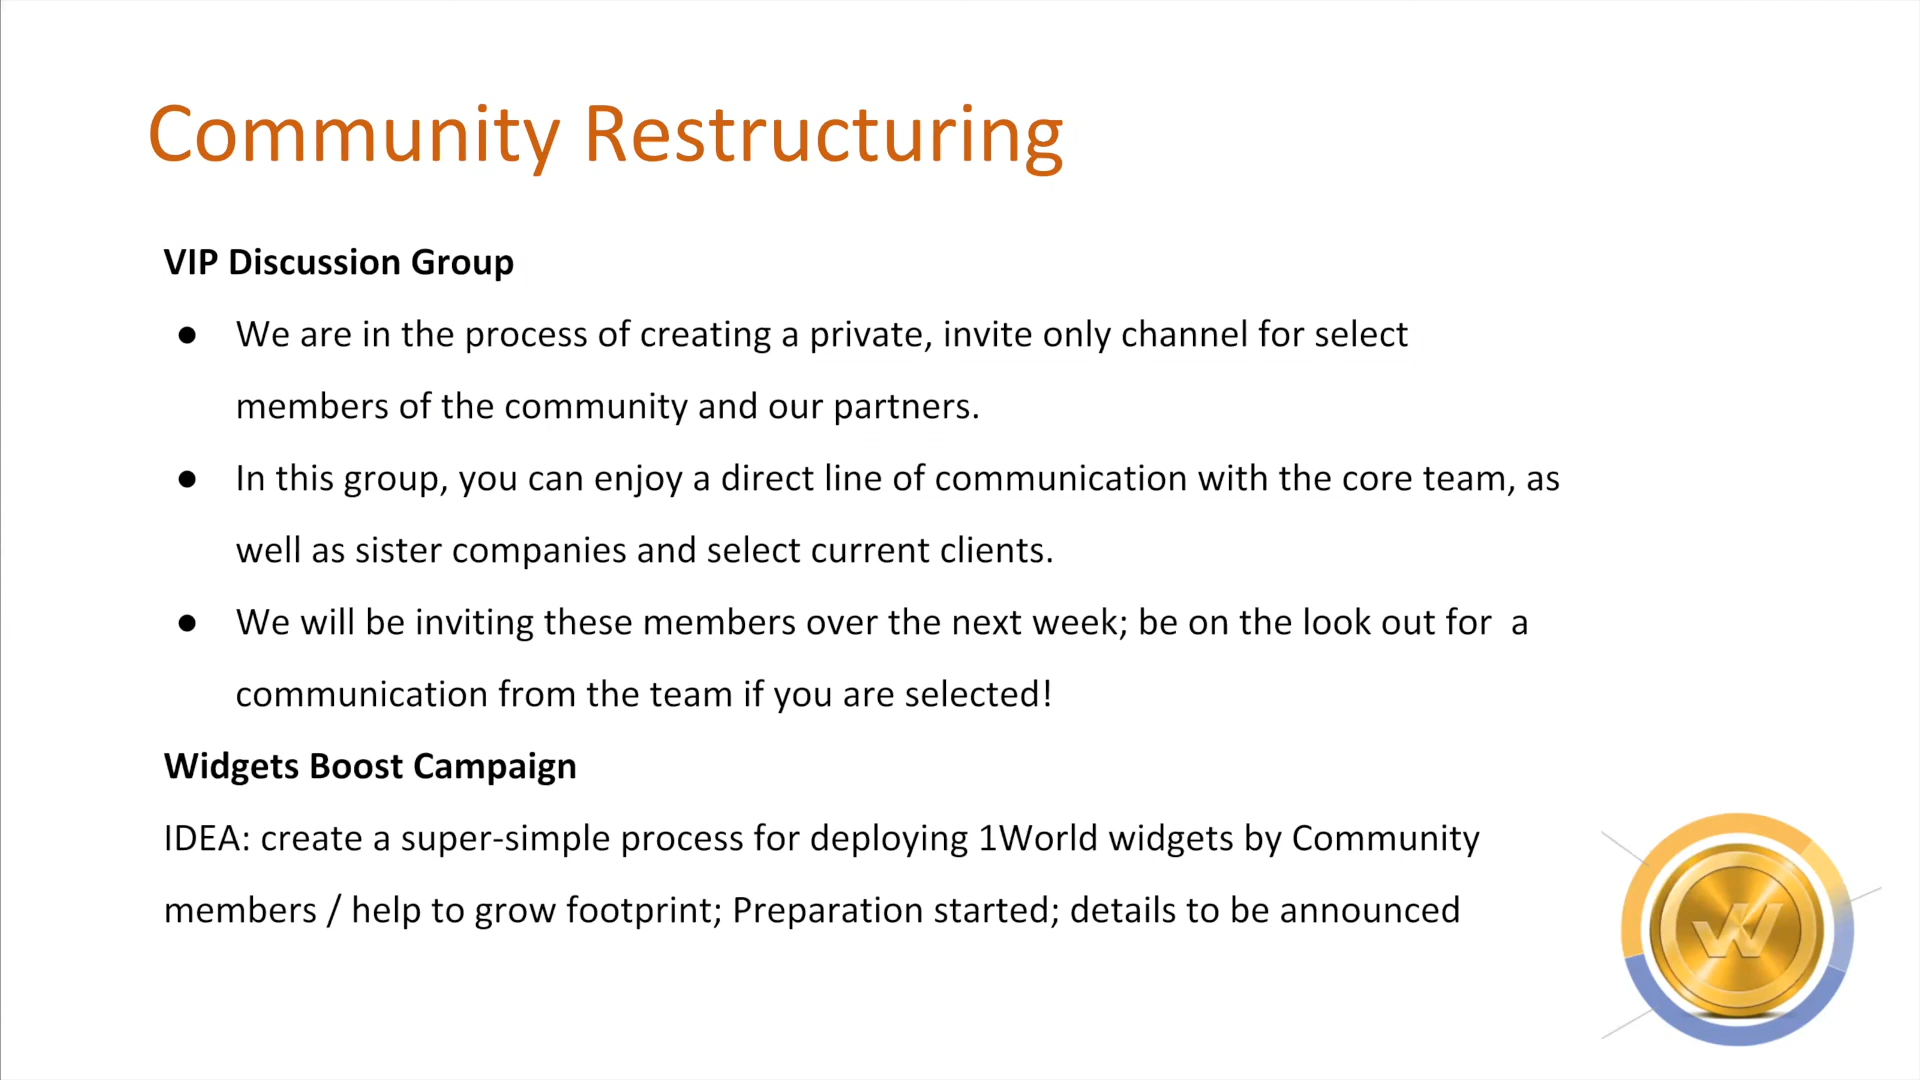 Community Restructuring
VIP Discussion Group
● We are in the process of creating a private, invite only channel for select
members of the community and our partners.
● In this group, you can enjoy a direct line of communication with the core team, as
well as sister companies and select current clients.
● We will be inviting these members over the next week; be on the look out for  a
communication from the team if you are selected!
Widgets Boost Campaign
IDEA: create a super-simple process for deploying 1World widgets by Community
members / help to grow footprint; Preparation started; details to be announced
W